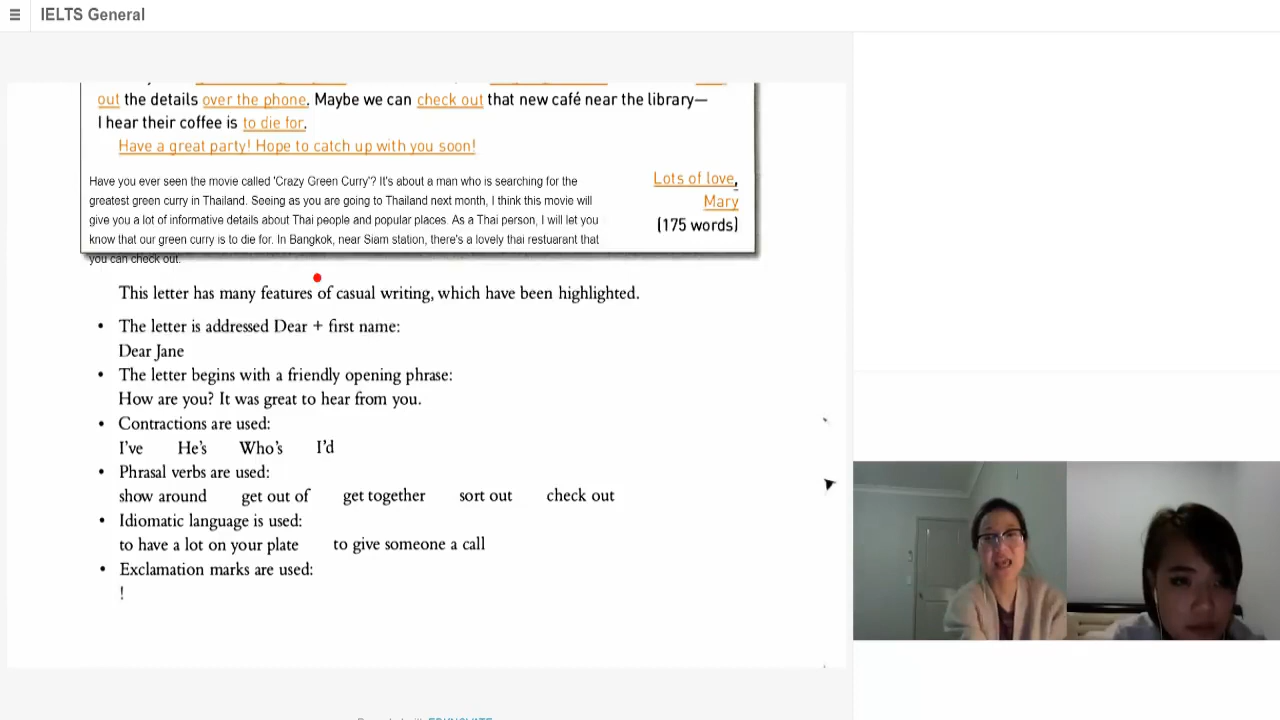 IELTS General
out the details over the phone. Maybe we can check out that new café near the library—
I hear their coffee is to die for.
Have a great party! Hope to catch up with you soon!
Have you ever seen the movie called 'Crazy Green Curry'? It's about a man who is searching for the
greatest green curry in Thailand. Seeing as you are going to Thailand next month, I think this movie will
give you a lot of informative details about Thai people and popular places. As a Thai person, I will let you
know that our green curry is to die for. In Bangkok, near Siam station, there's a lovely thai restuarant that
you can check out.
Lots of love,
Mary
(175 words)
This letter has many features of casual writing, which have been highlighted.
• The letter is addressed Dear + first name:
Dear Jane
• The letter begins with a friendly opening phrase:
How are you? It was great to hear from you.
• Contractions are used:
I've He's Who's I'd
• Phrasal verbs are used:
show around get out of get together sort out check out
• Idiomatic language is used:
to have a lot on your plate to give someone a call
• Exclamation marks are used:
!